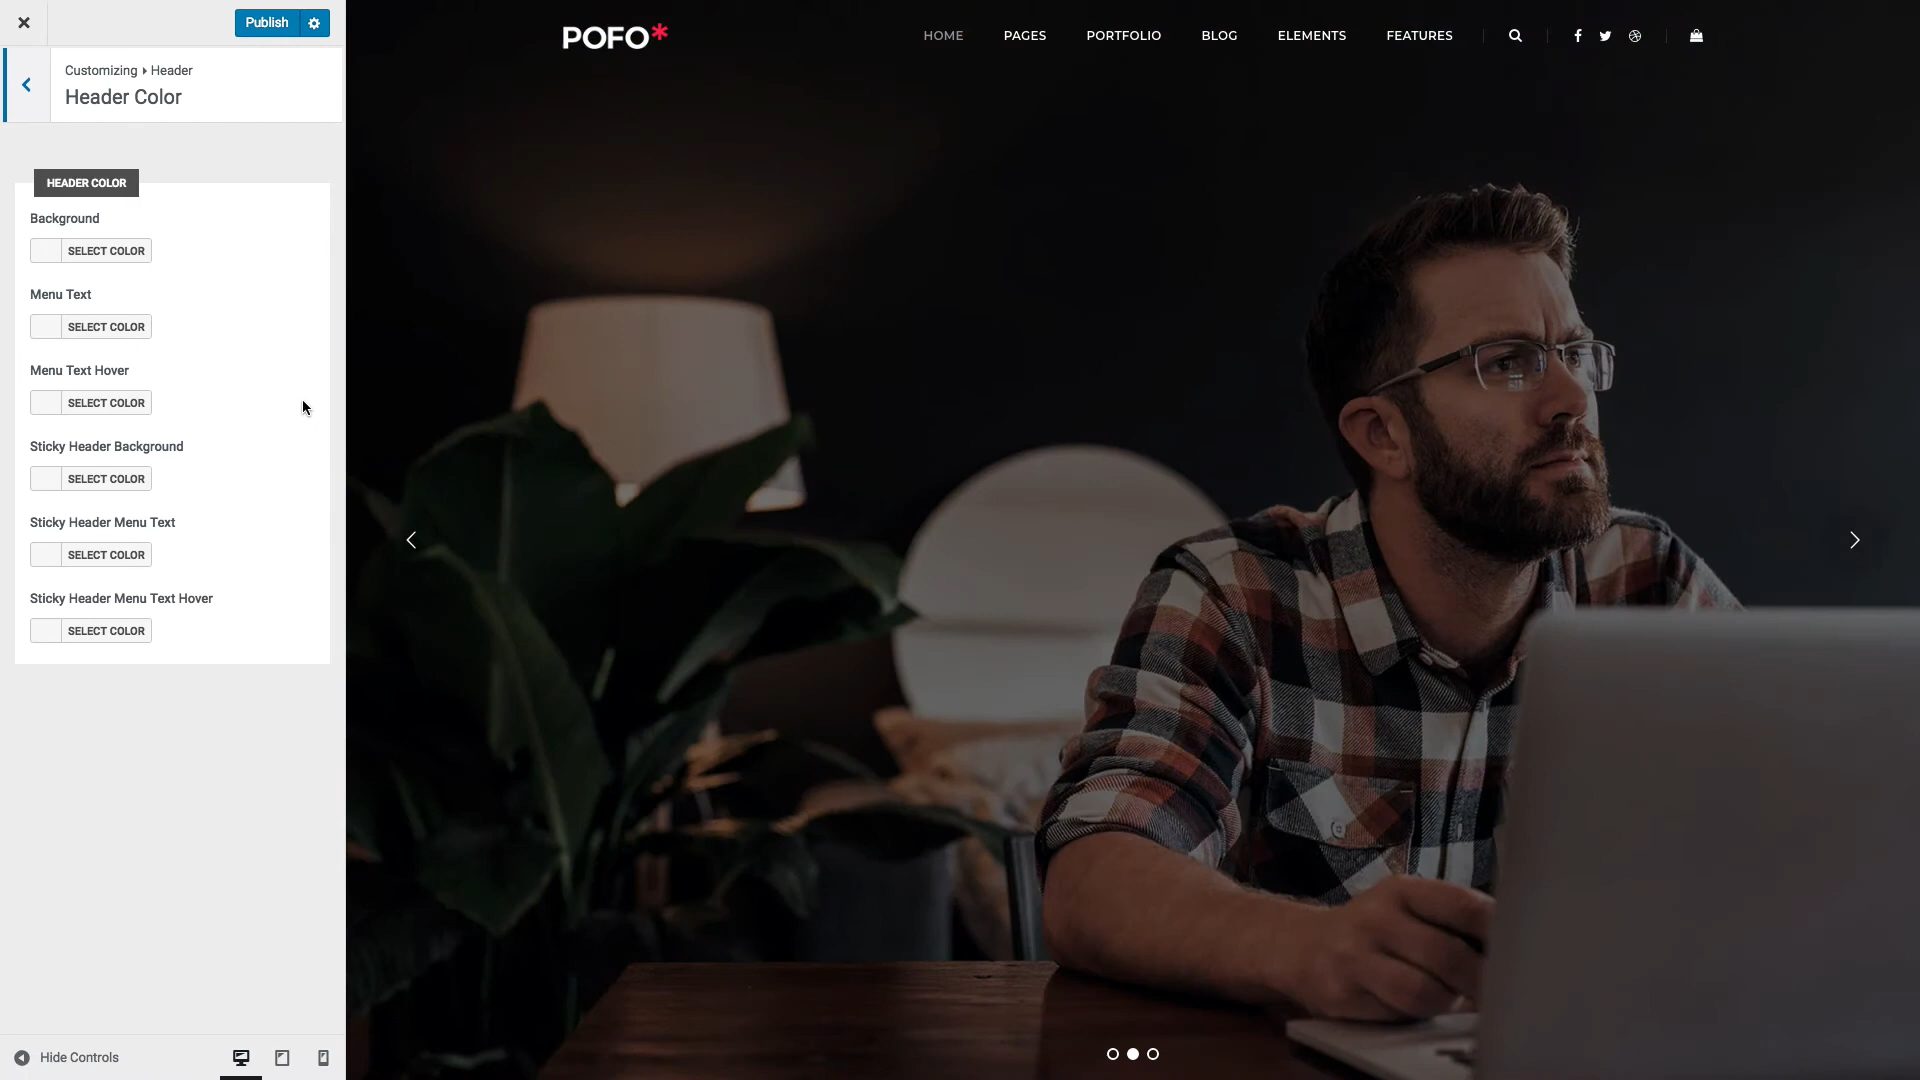 Publish
Customizing ▸ Header
Header Color
HEADER COLOR
Background
SELECT COLOR
Menu Text
SELECT COLOR
Menu Text Hover
SELECT COLOR
Sticky Header Background
SELECT COLOR
Sticky Header Menu Text
SELECT COLOR
Sticky Header Menu Text Hover
SELECT COLOR
Hide Controls
POFO*
HOME PAGES PORTFOLIO BLOG ELEMENTS FEATURES